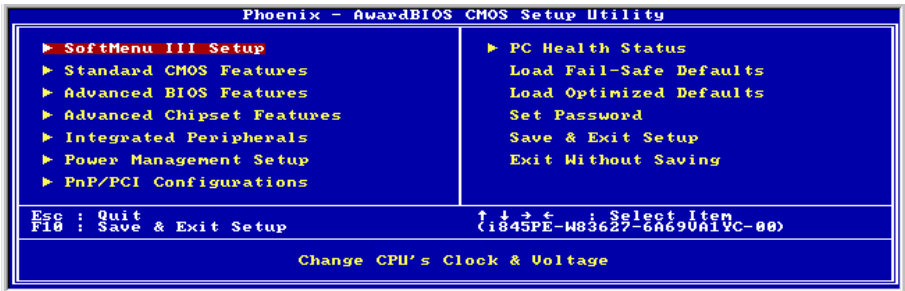 Phoenix - AwardBIOS CMOS Setup Utility
► SoftMenu III Setup
► Standard CMOS Features
► Advanced BIOS Features
► Advanced Chipset Features
► Integrated Peripherals
► Power Management Setup
► PnP/PCI Configurations
► PC Health Status
Load Fail-Safe Defaults
Load Optimized Defaults
Set Password
Save & Exit Setup
Exit Without Saving
Esc : Quit
F10 : Save & Exit Setup
↑ ↓ → ← : Select Item
(i845PE-W83627-6A69VA1YC-00)
Change CPU's Clock & Voltage